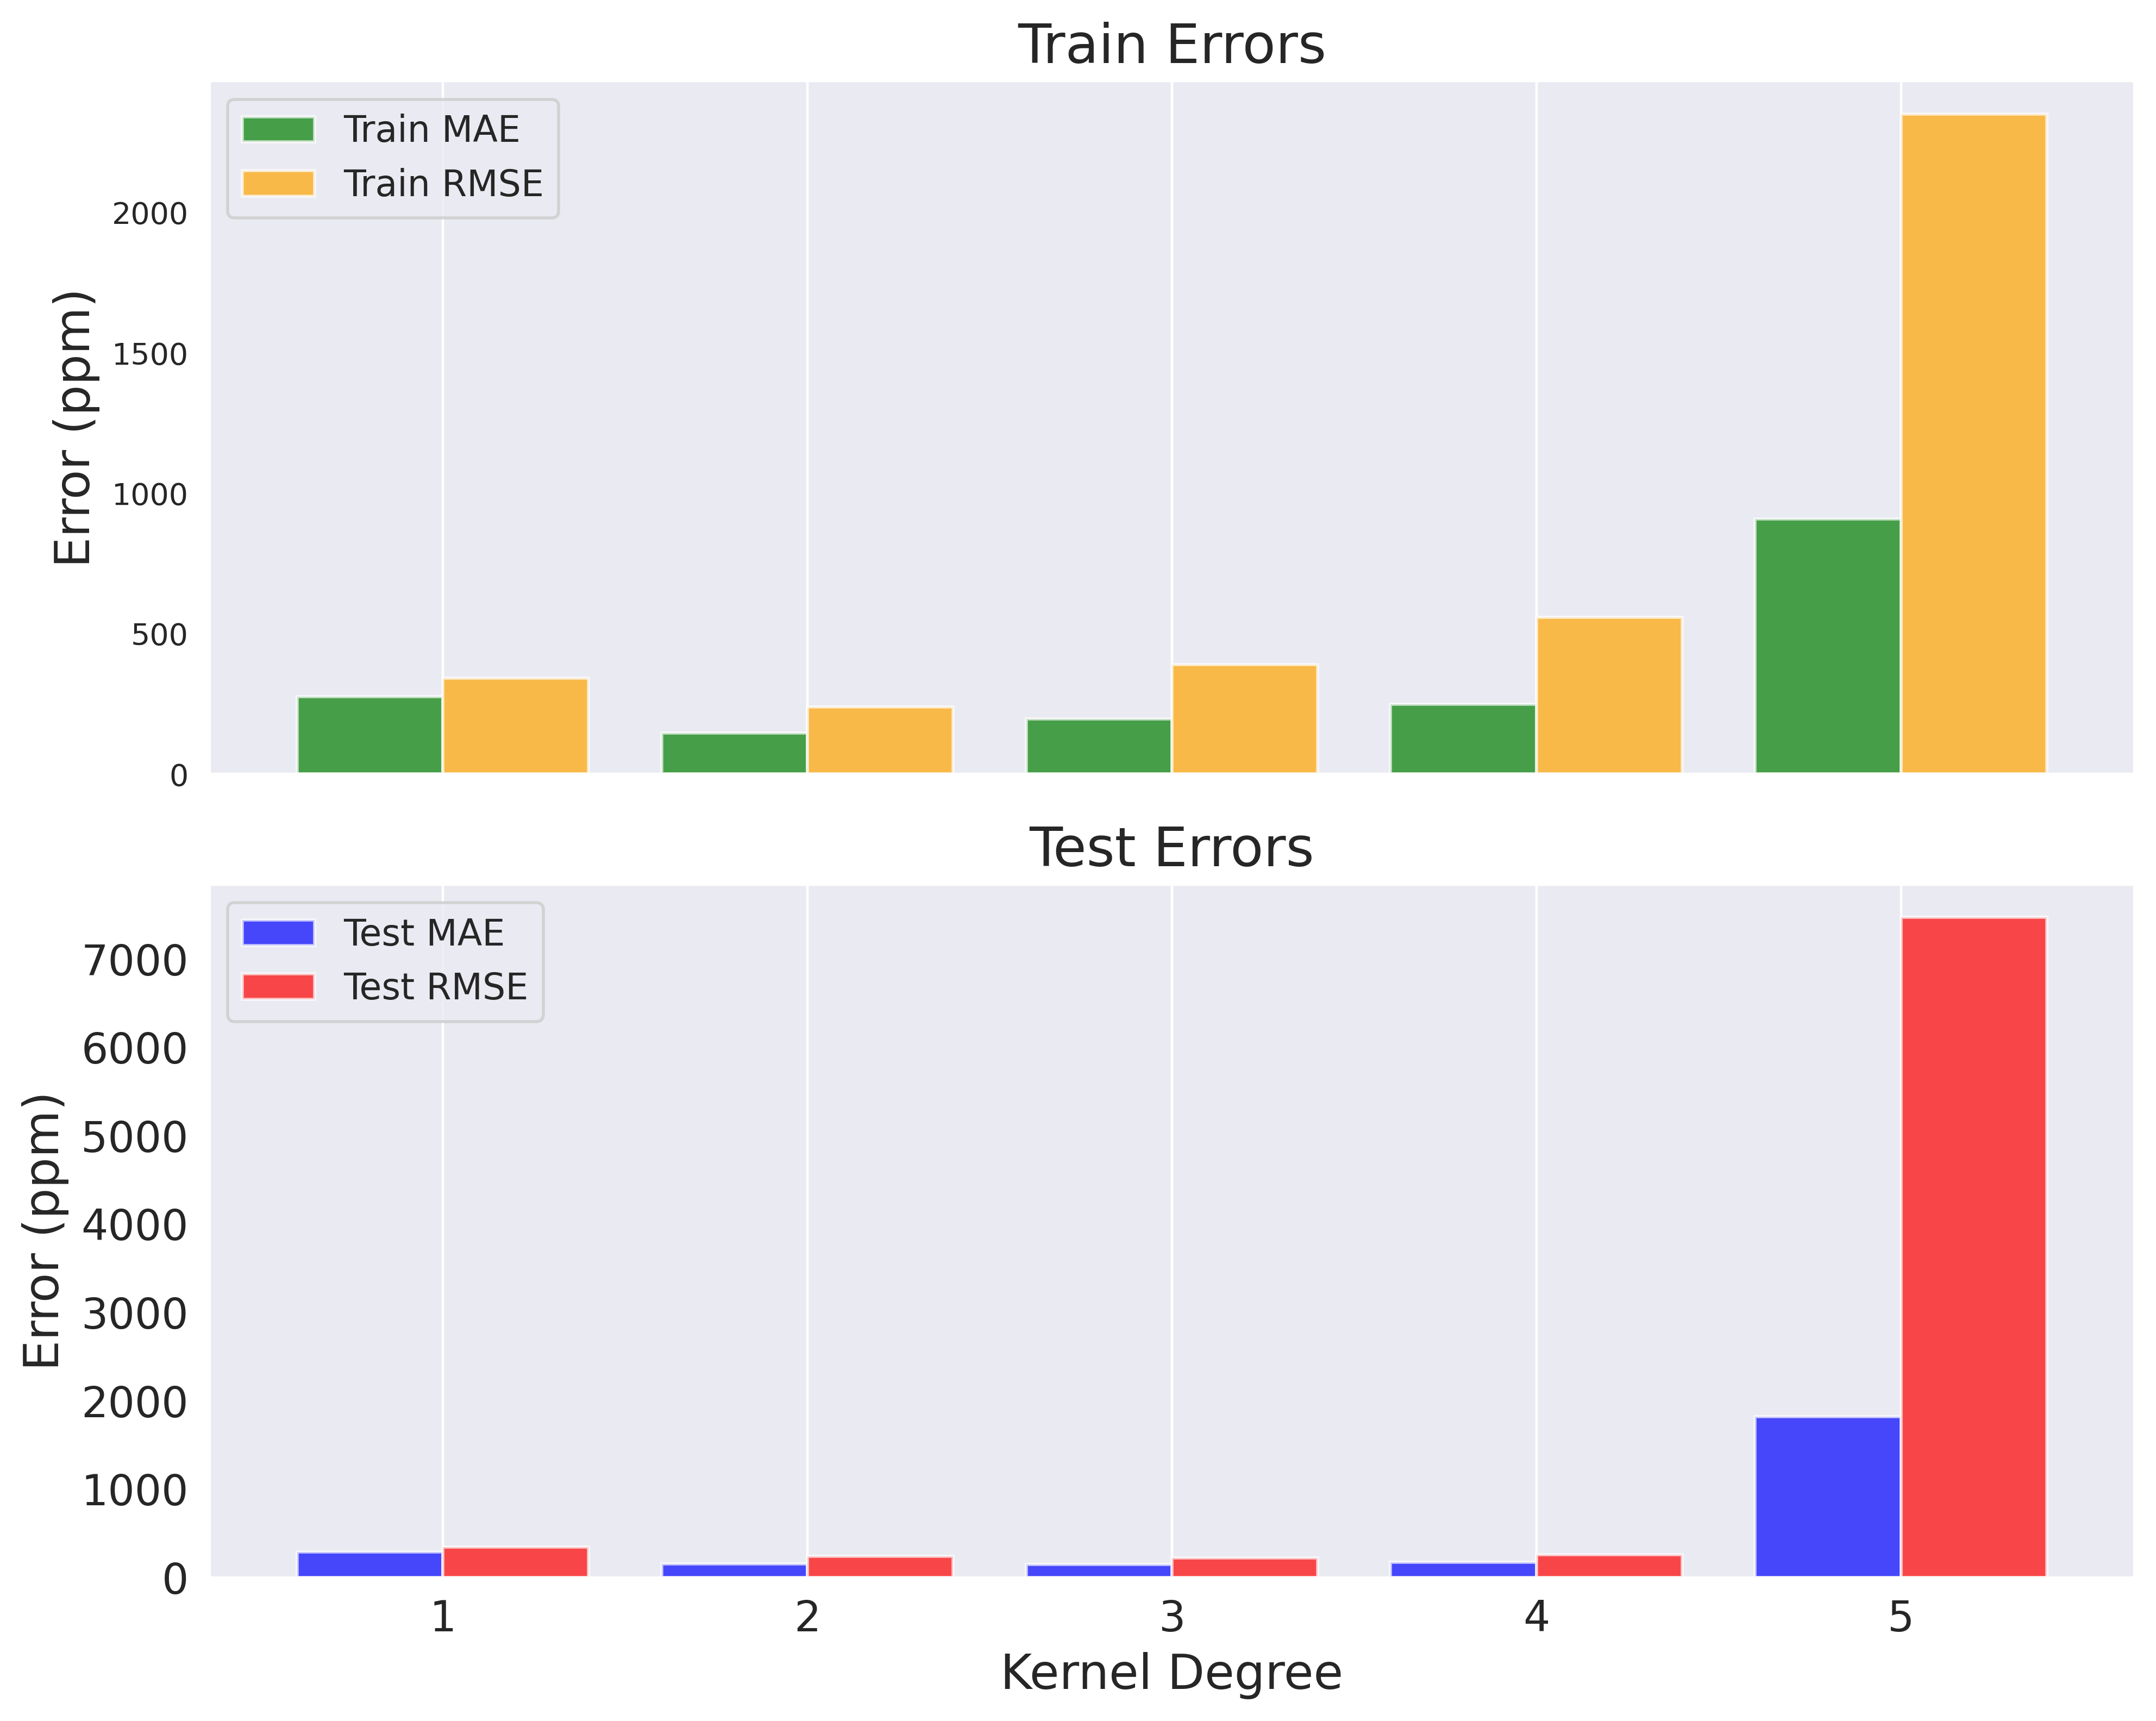 Train Errors
Train MAE
Train RMSE
Error (ppm)
2000
1500
1000
500
0
Test Errors
Test MAE
Test RMSE
Error (ppm)
7000
6000
5000
4000
3000
2000
1000
0
1 2 3 4 5
Kernel Degree